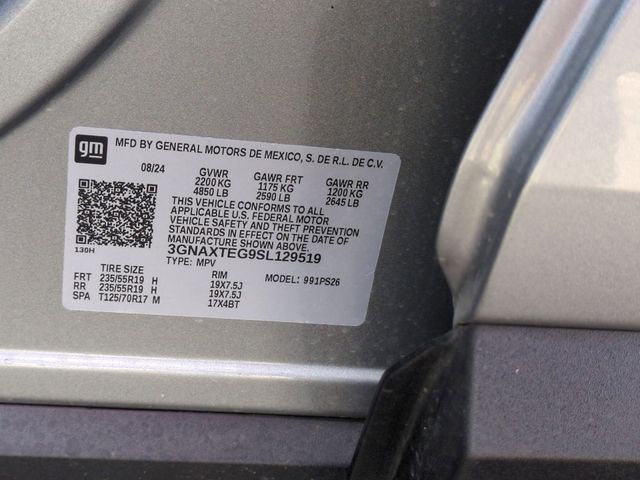 gm
MFD BY GENERAL MOTORS DE MEXICO, S. DE R.L. DE C.V.
08/24 GVWR GAWR FRT GAWR RR
2200 KG 1175 KG 1200 KG
4850 LB 2590 LB 2645 LB
THIS VEHICLE CONFORMS TO ALL
APPLICABLE U.S. FEDERAL MOTOR
VEHICLE SAFETY AND THEFT PREVENTION
STANDARDS IN EFFECT ON THE DATE OF
MANUFACTURE SHOWN ABOVE.
3GNAXTEG9SL129519
130H
TYPE: MPV
TIRE SIZE RIM MODEL: 991PS26
FRT 235/55R19 H 19X7.5J
RR 235/55R19 H 19X7.5J
SPA T125/70R17 M 17X4BT